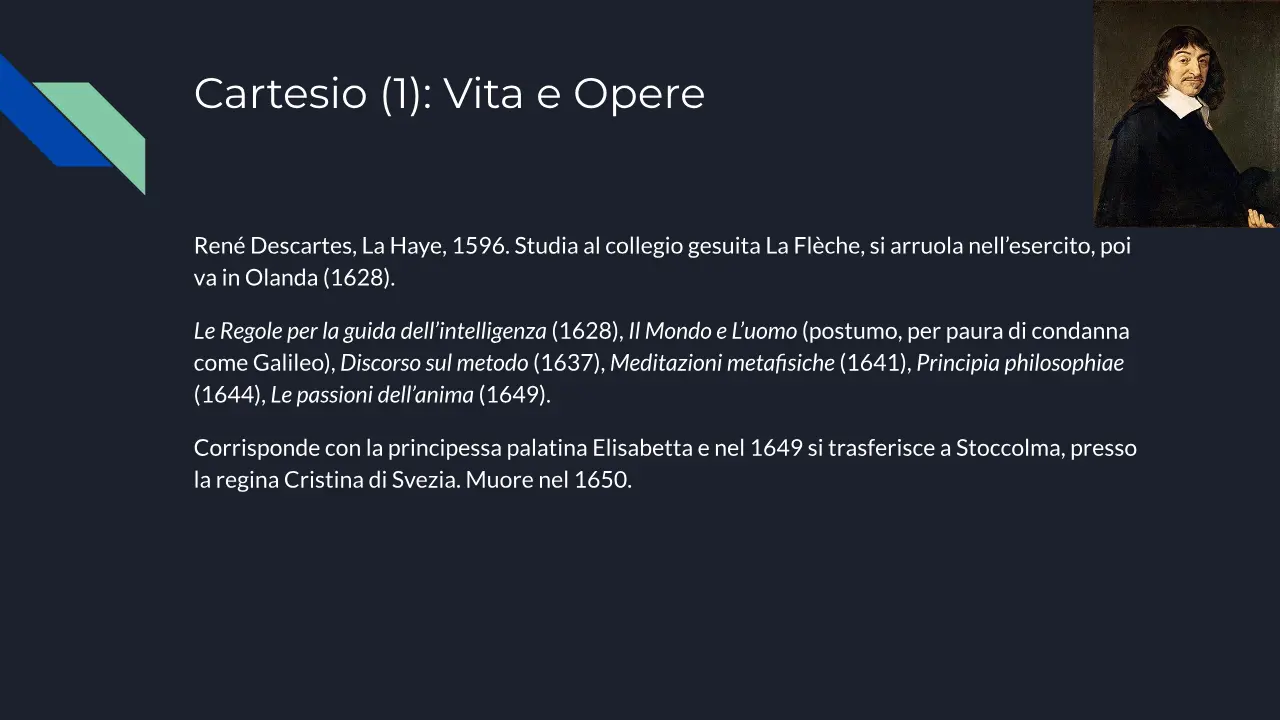 Cartesio (1): Vita e Opere
René Descartes, La Haye, 1596. Studia al collegio gesuita La Flèche, si arruola nell’esercito, poi
va in Olanda (1628).
Le Regole per la guida dell’intelligenza (1628), Il Mondo e L’uomo (postumo, per paura di condanna
come Galileo), Discorso sul metodo (1637), Meditazioni metafisiche (1641), Principia philosophiae
(1644), Le passioni dell’anima (1649).
Corrisponde con la principessa palatina Elisabetta e nel 1649 si trasferisce a Stoccolma, presso
la regina Cristina di Svezia. Muore nel 1650.